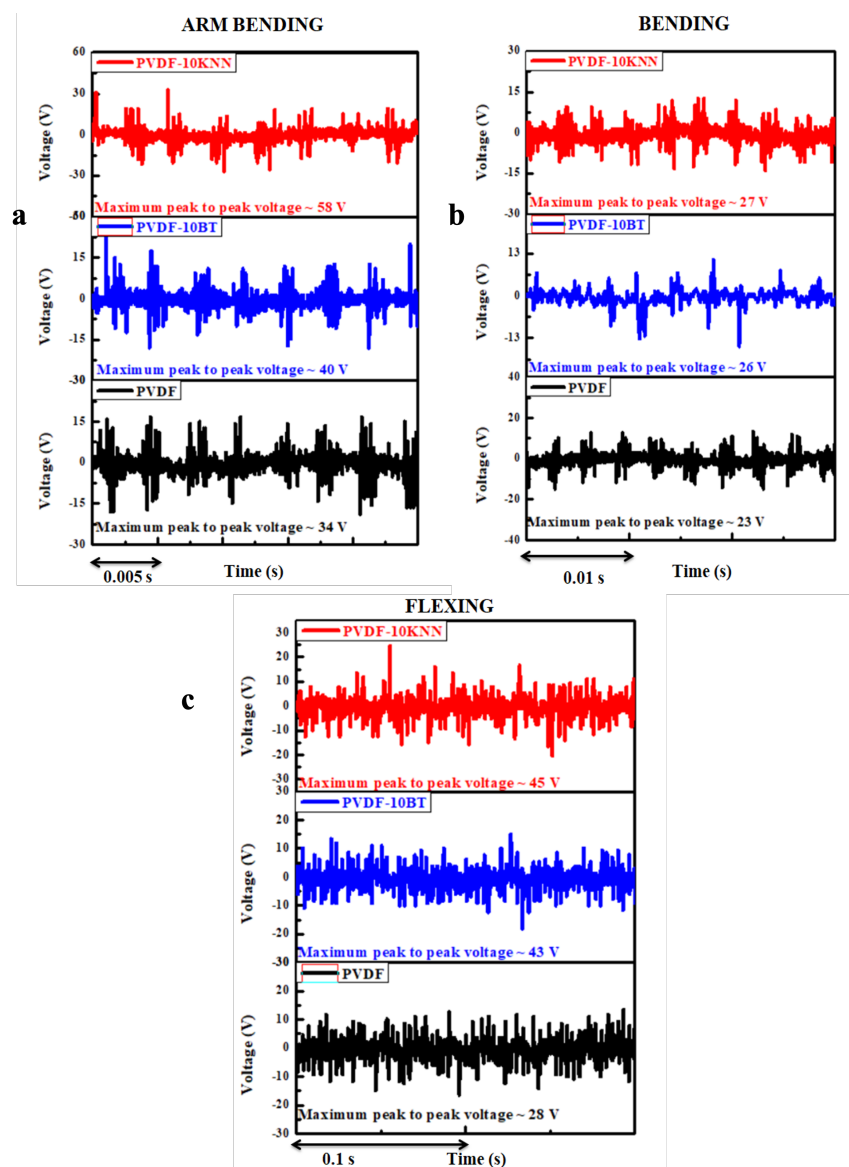 ARM BENDING
a
PVDF-10KNN
Voltage (V)
60
30
0
-30
Maximum peak to peak voltage ~ 58 V
PVDF-10BT
Voltage (V)
15
0
-15
-30
Maximum peak to peak voltage ~ 40 V
PVDF
Voltage (V)
15
0
-15
-30
Maximum peak to peak voltage ~ 34 V
0.005 s
Time (s)
BENDING
b
PVDF-10KNN
Voltage (V)
30
15
0
-15
-30
Maximum peak to peak voltage ~ 27 V
PVDF-10BT
Voltage (V)
13
0
-13
Maximum peak to peak voltage ~ 26 V
PVDF
Voltage (V)
40
20
0
-20
-40
Maximum peak to peak voltage ~ 23 V
0.01 s
Time (s)
FLEXING
c
PVDF-10KNN
Voltage (V)
30
20
10
0
-10
-20
-30
Maximum peak to peak voltage ~ 45 V
PVDF-10BT
Voltage (V)
30
20
10
0
-10
-20
-30
Maximum peak to peak voltage ~ 43 V
PVDF
Voltage (V)
20
10
0
-10
-20
-30
Maximum peak to peak voltage ~ 28 V
0.1 s
Time (s)